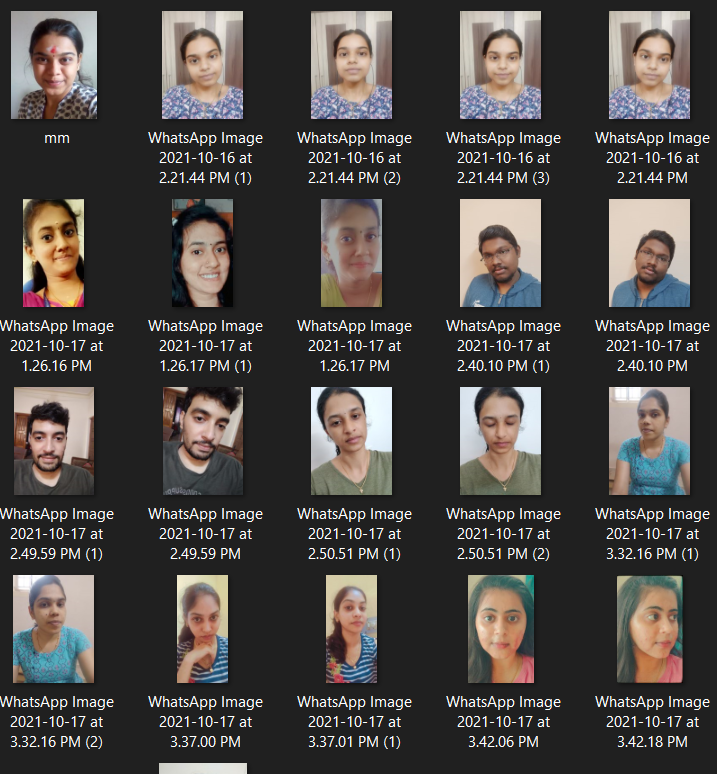 mm
WhatsApp Image
2021-10-16 at
2.21.44 PM (1)
WhatsApp Image
2021-10-16 at
2.21.44 PM (2)
WhatsApp Image
2021-10-16 at
2.21.44 PM (3)
WhatsApp Image
2021-10-16 at
2.21.44 PM
WhatsApp Image
2021-10-17 at
1.26.16 PM
WhatsApp Image
2021-10-17 at
1.26.17 PM (1)
WhatsApp Image
2021-10-17 at
1.26.17 PM
WhatsApp Image
2021-10-17 at
2.40.10 PM (1)
WhatsApp Image
2021-10-17 at
2.40.10 PM
WhatsApp Image
2021-10-17 at
2.49.59 PM (1)
WhatsApp Image
2021-10-17 at
2.49.59 PM
WhatsApp Image
2021-10-17 at
2.50.51 PM (1)
WhatsApp Image
2021-10-17 at
2.50.51 PM (2)
WhatsApp Image
2021-10-17 at
3.32.16 PM (1)
WhatsApp Image
2021-10-17 at
3.32.16 PM (2)
WhatsApp Image
2021-10-17 at
3.37.00 PM
WhatsApp Image
2021-10-17 at
3.37.01 PM (1)
WhatsApp Image
2021-10-17 at
3.42.06 PM
WhatsApp Image
2021-10-17 at
3.42.18 PM